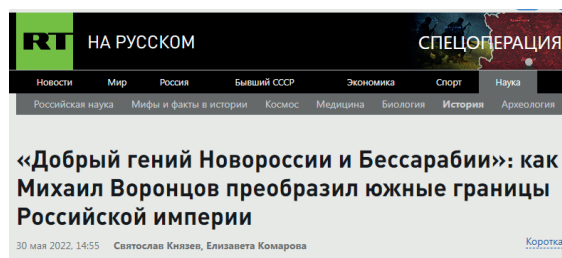 RT НА РУССКОМ СПЕЦОПЕРАЦИЯ
Новости Мир Россия Бывший СССР Экономика Спорт Наука
Российская наука Мифы и факты в истории Космос Медицина Биология История Археология
«Добрый гений Новороссии и Бессарабии»: как
Михаил Воронцов преобразил южные границы
Российской империи
30 мая 2022, 14:55 Святослав Князев, Елизавета Комарова Коротка